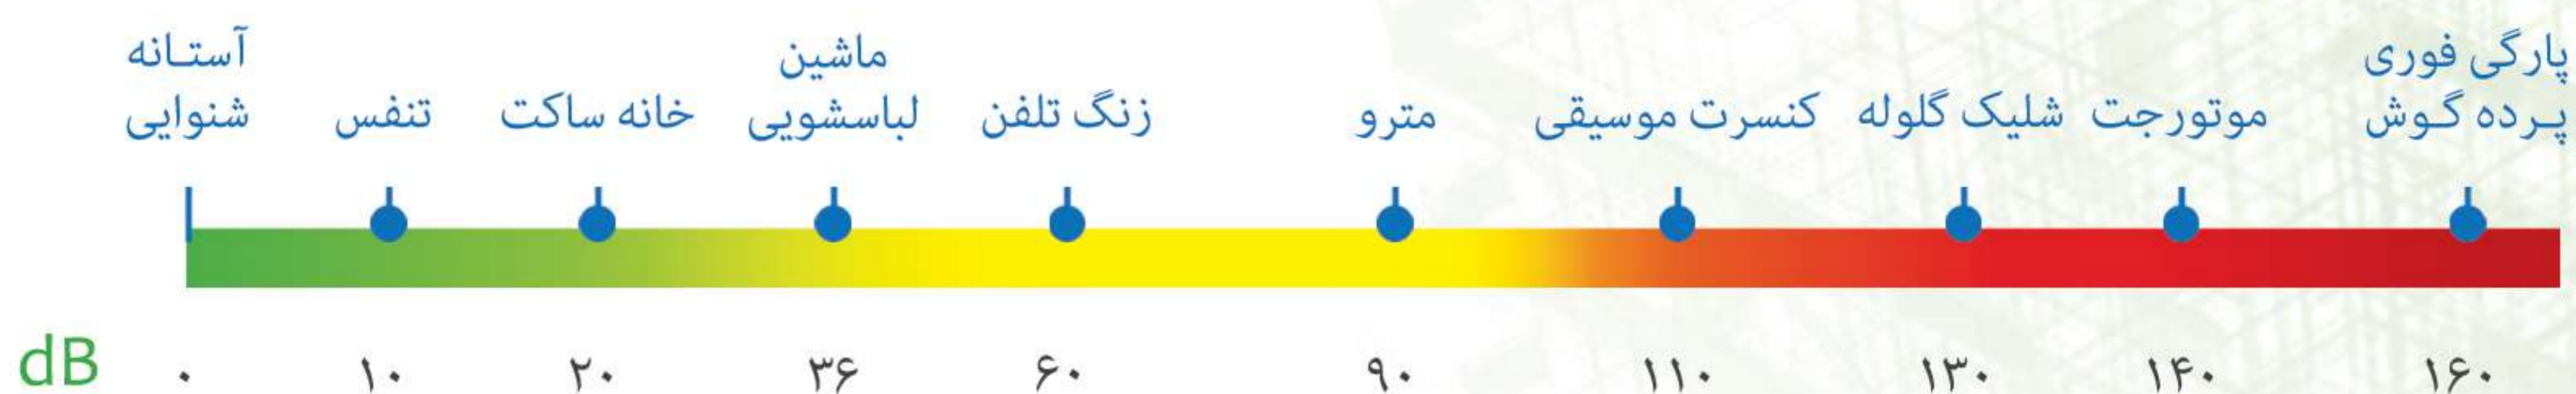 آستانه
شنوایی
تنفس
خانه ساکت
ماشین
لباسشویی
زنگ تلفن
مترو
کنسرت موسیقی
شلیک گلوله
موتورجت
پارگی فوری
پرده گوش
dB
۰
۱۰
۲۰
۳۶
۶۰
۹۰
۱۱۰
۱۳۰
۱۴۰
۱۶۰